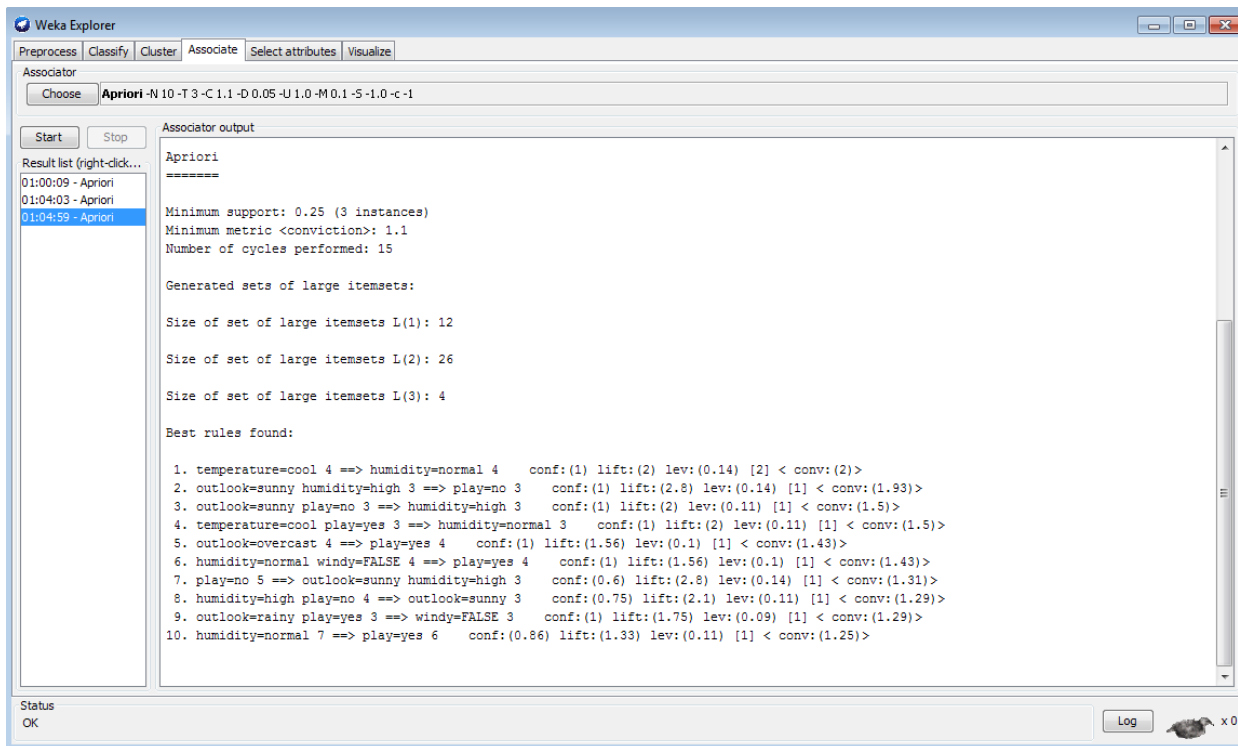 Weka Explorer
Preprocess Classify Cluster Associate Select attributes Visualize
Associator
Choose Apriori -N 10 -T 3 -C 1.1 -D 0.05 -U 1.0 -M 0.1 -S -1.0 -c -1
Start Stop
Result list (right-click...
01:00:09 - Apriori
01:04:03 - Apriori
01:04:59 - Apriori
Associator output
Apriori
=======
Minimum support: 0.25 (3 instances)
Minimum metric <conviction>: 1.1
Number of cycles performed: 15
Generated sets of large itemsets:
Size of set of large itemsets L(1): 12
Size of set of large itemsets L(2): 26
Size of set of large itemsets L(3): 4
Best rules found:
1. temperature=cool 4 ==> humidity=normal 4 conf:(1) lift:(2) lev:(0.14) [2] < conv:(2)>
2. outlook=sunny humidity=high 3 ==> play=no 3 conf:(1) lift:(2.8) lev:(0.14) [1] < conv:(1.93)>
3. outlook=sunny play=no 3 ==> humidity=high 3 conf:(1) lift:(2) lev:(0.11) [1] < conv:(1.5)>
4. temperature=cool play=yes 3 ==> humidity=normal 3 conf:(1) lift:(2) lev:(0.11) [1] < conv:(1.5)>
5. outlook=overcast 4 ==> play=yes 4 conf:(1) lift:(1.56) lev:(0.1) [1] < conv:(1.43)>
6. humidity=normal windy=FALSE 4 ==> play=yes 4 conf:(1) lift:(1.56) lev:(0.1) [1] < conv:(1.43)>
7. play=no 5 ==> outlook=sunny humidity=high 3 conf:(0.6) lift:(2.8) lev:(0.14) [1] < conv:(1.31)>
8. humidity=high play=no 4 ==> outlook=sunny 3 conf:(0.75) lift:(2.1) lev:(0.11) [1] < conv:(1.29)>
9. outlook=rainy play=yes 3 ==> windy=FALSE 3 conf:(1) lift:(1.75) lev:(0.09) [1] < conv:(1.29)>
10. humidity=normal 7 ==> play=yes 6 conf:(0.86) lift:(1.33) lev:(0.11) [1] < conv:(1.25)>
Status
OK
Log x 0